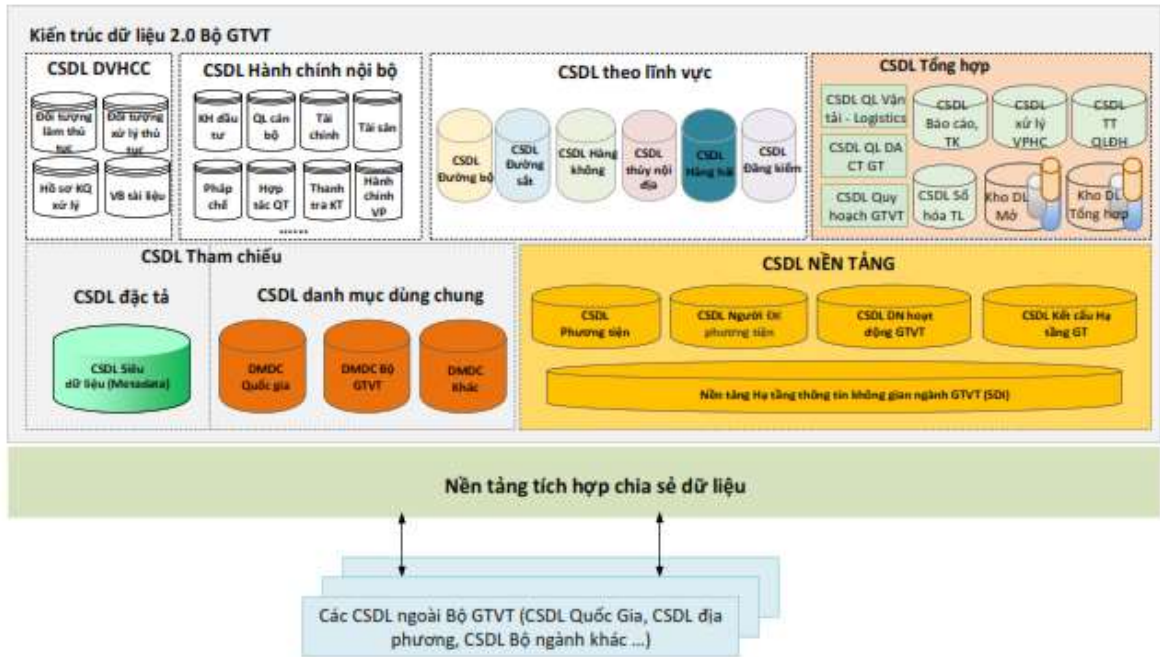 Kiến trúc dữ liệu 2.0 Bộ GTVT
CSDL DVHCC
Đối tượng
làm thủ
tục
Đối tượng
xử lý thủ
tục
Hồ sơ KQ
xử lý
VB tài liệu
CSDL Hành chính nội bộ
KH đầu
tư
QL cán
bộ
Tài
chính
Tài sản
Pháp
chế
Hợp
tác QT
Thanh
tra KT
Hành
chính
VP
......
CSDL theo lĩnh vực
CSDL
Đường bộ
CSDL
Đường
sắt
CSDL Hàng
không
CSDL
thủy nội
địa
CSDL
Hàng hải
CSDL
Đăng kiểm
CSDL Tổng hợp
CSDL QL Vận
tải - Logistics
CSDL QL DA
CT GT
CSDL Quy
hoạch GTVT
CSDL
Báo cáo,
TK
CSDL
xử lý
VPHC
CSDL
TT
QLĐH
CSDL Số
hóa TL
Kho DL
Mở
Kho DL
Tổng hợp
CSDL Tham chiếu
CSDL đặc tả
CSDL Siêu
dữ liệu (Metadata)
CSDL danh mục dùng chung
DMDC
Quốc gia
DMDC Bộ
GTVT
DMDC
Khác
CSDL NỀN TẢNG
CSDL
Phương tiện
CSDL Người ĐK
phương tiện
CSDL DN hoạt
động GTVT
CSDL Kết cấu Hạ
tầng GT
Nền tảng Hạ tầng thông tin không gian ngành GTVT (SDI)
Nền tảng tích hợp chia sẻ dữ liệu
Các CSDL ngoài Bộ GTVT (CSDL Quốc Gia, CSDL địa
phương, CSDL Bộ ngành khác ...)